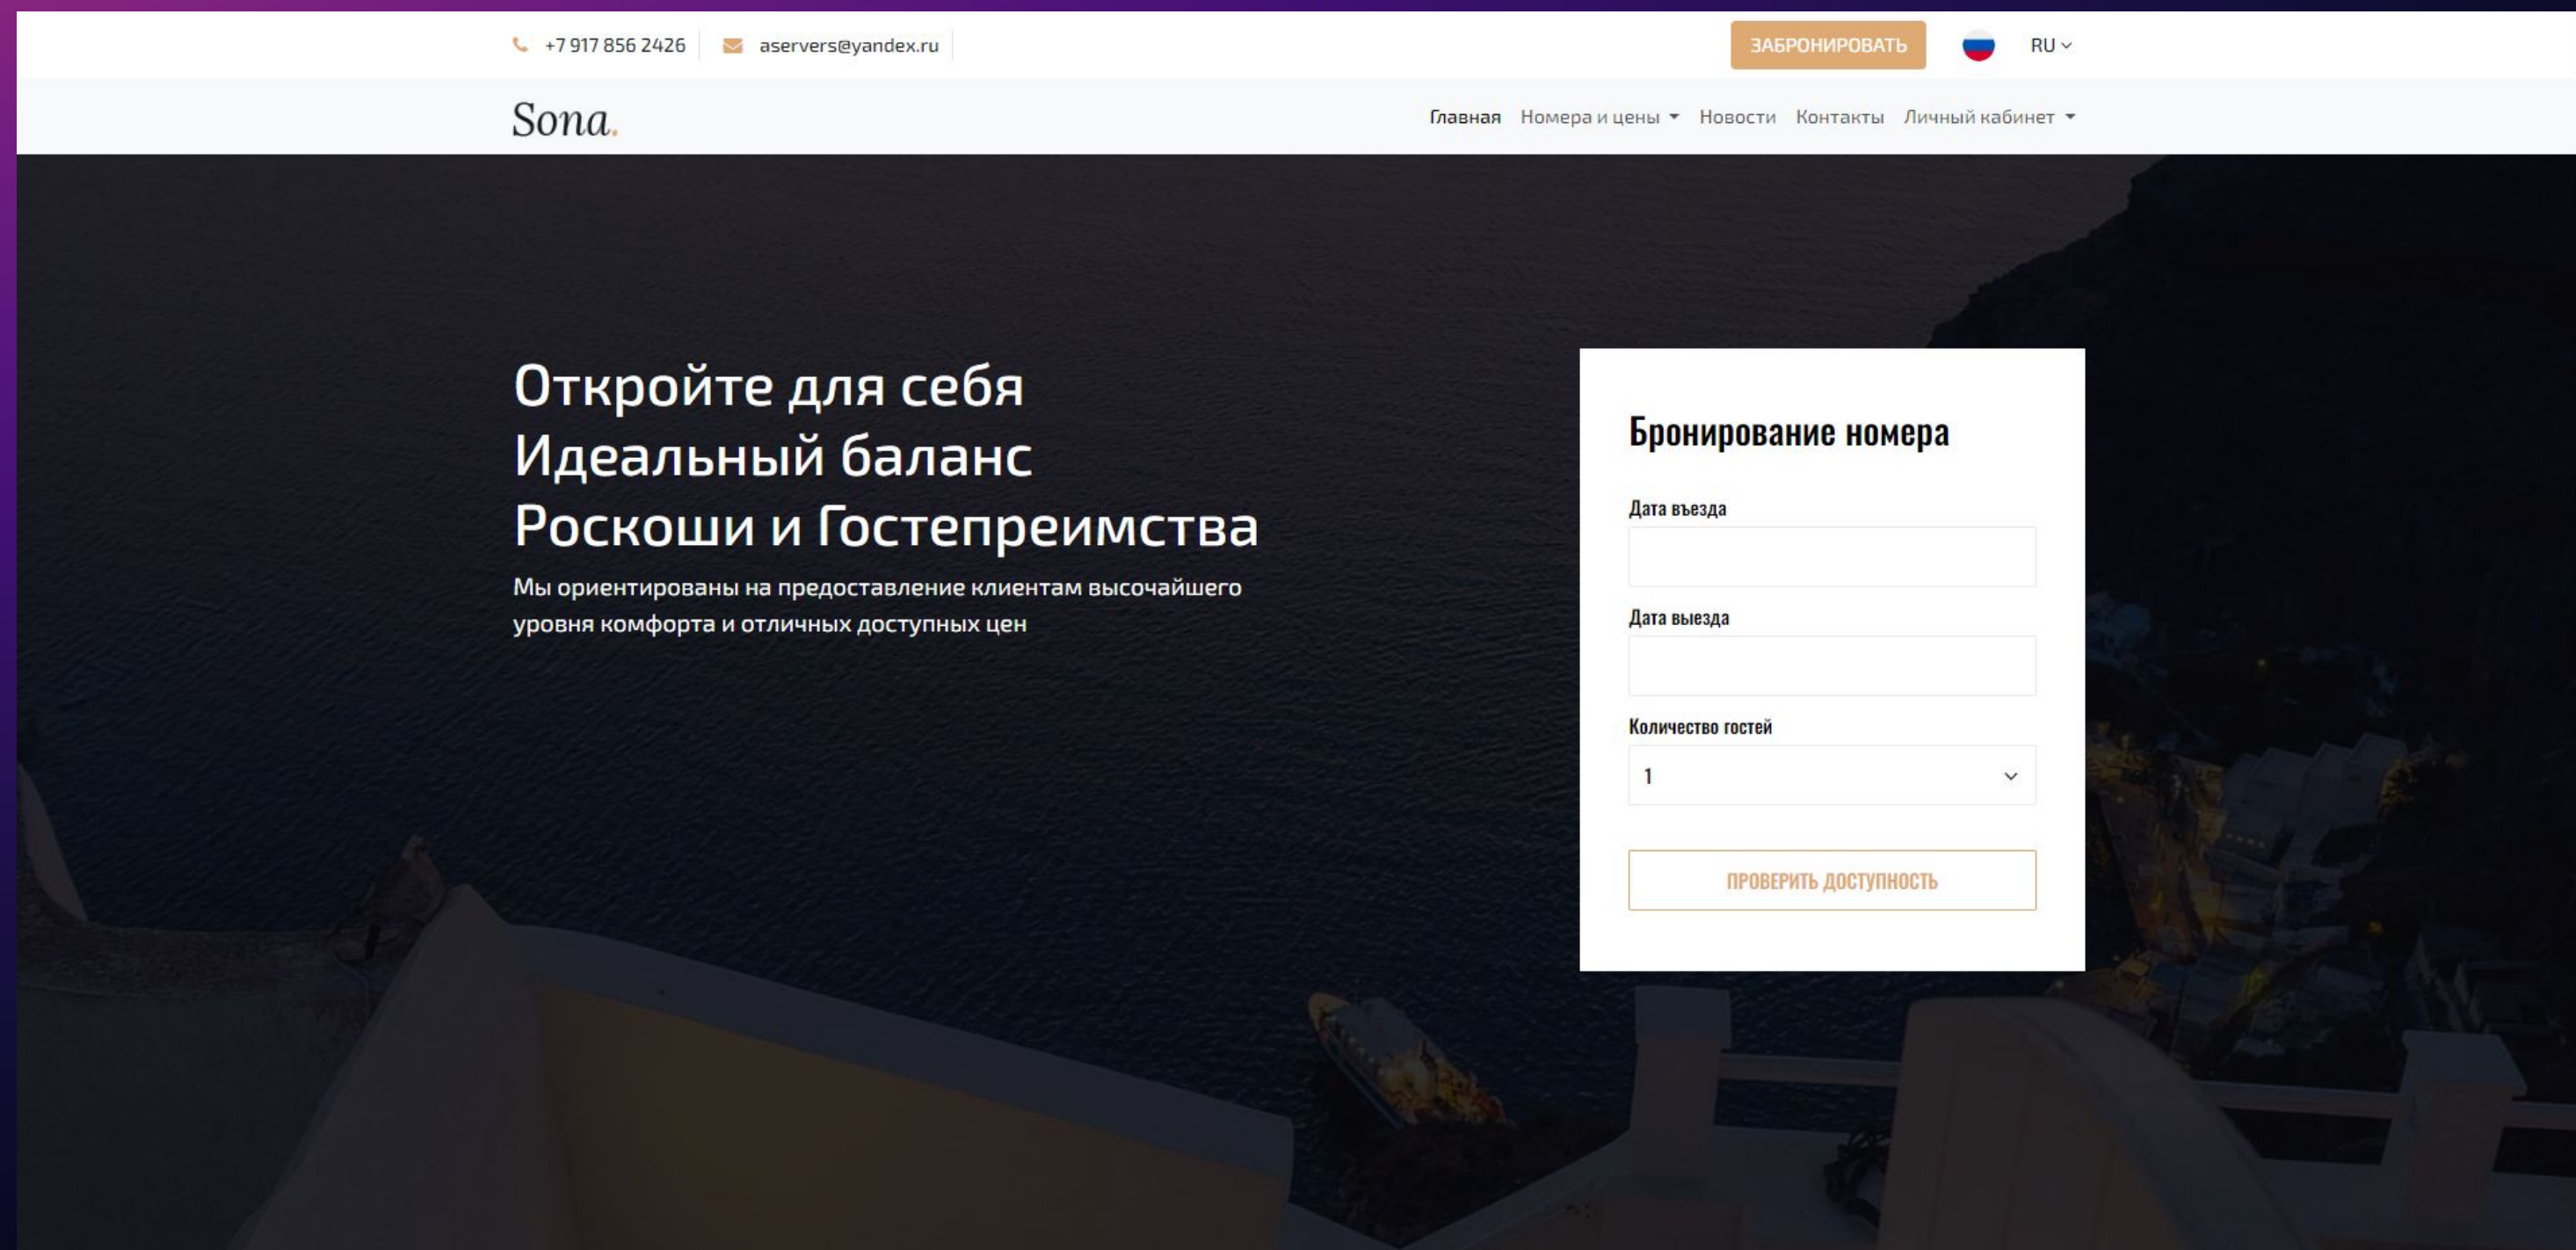 +7 917 856 2426
aservers@yandex.ru
ЗАБРОНИРОВАТЬ
RU
Sona.
Главная
Номера и цены
Новости
Контакты
Личный кабинет
Откройте для себя
Идеальный баланс
Роскоши и Гостепреимства
Мы ориентированы на предоставление клиентам высочайшего
уровня комфорта и отличных доступных цен
Бронирование номера
Дата въезда
Дата выезда
Количество гостей
1
ПРОВЕРИТЬ ДОСТУПНОСТЬ